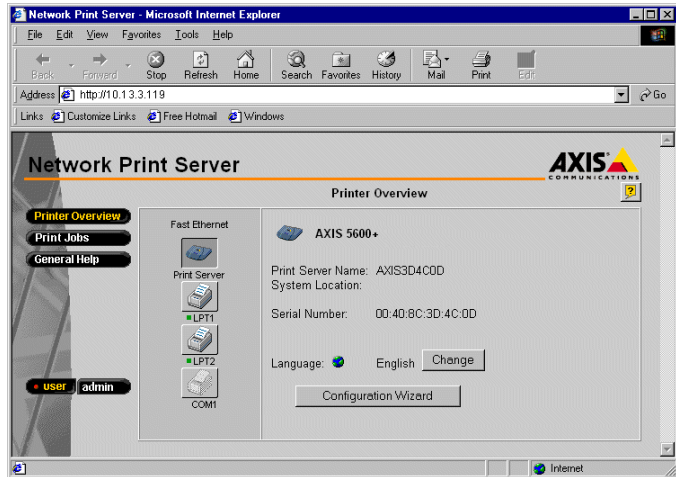 Network Print Server - Microsoft Internet Explorer
File Edit View Favorites Tools Help
Back Forward Stop Refresh Home Search Favorites History Mail Print Edit
Address http://10.13.3.119 Go
Links Customize Links Free Hotmail Windows
Network Print Server
AXIS
COMMUNICATIONS
Printer Overview
?
Printer Overview
Print Jobs
General Help
user admin
Fast Ethernet
Print Server
LPT1
LPT2
COM1
AXIS 5600+
Print Server Name: AXIS3D4C0D
System Location:
Serial Number: 00:40:8C:3D:4C:0D
Language: English Change
Configuration Wizard
Internet